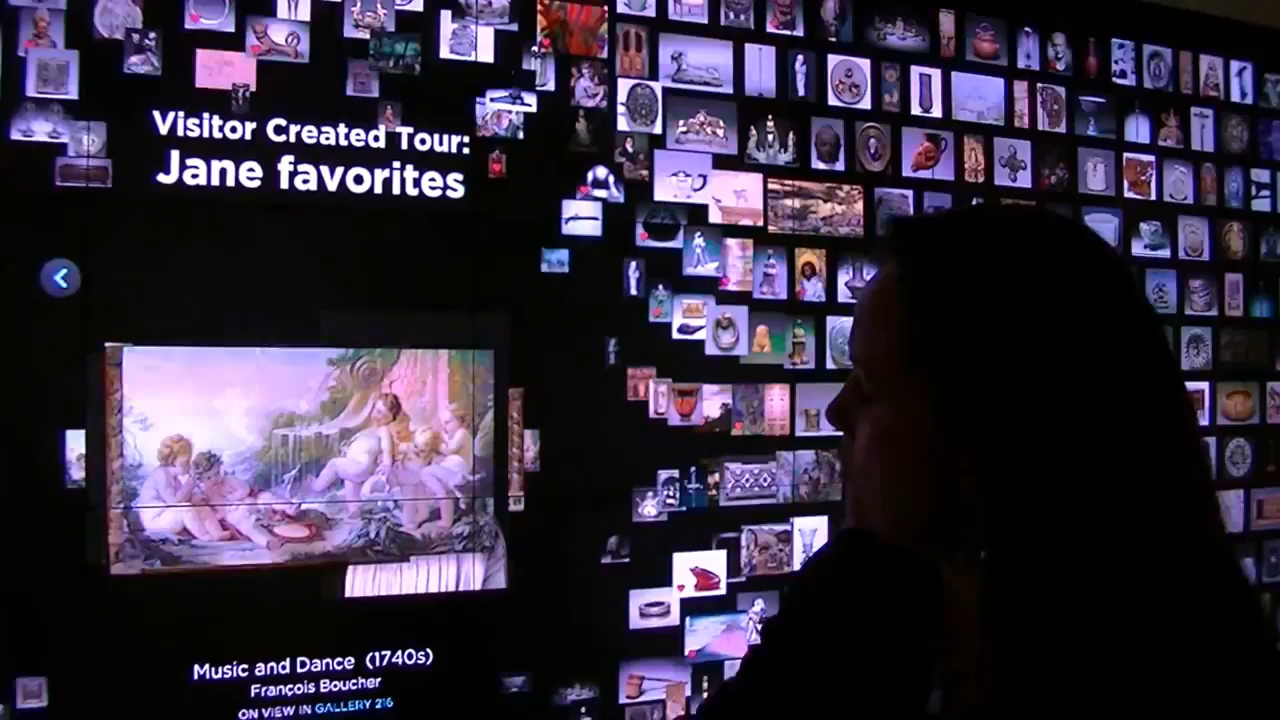 Visitor Created Tour:
Jane favorites
Music and Dance (1740s)
François Boucher
ON VIEW IN GALLERY 216